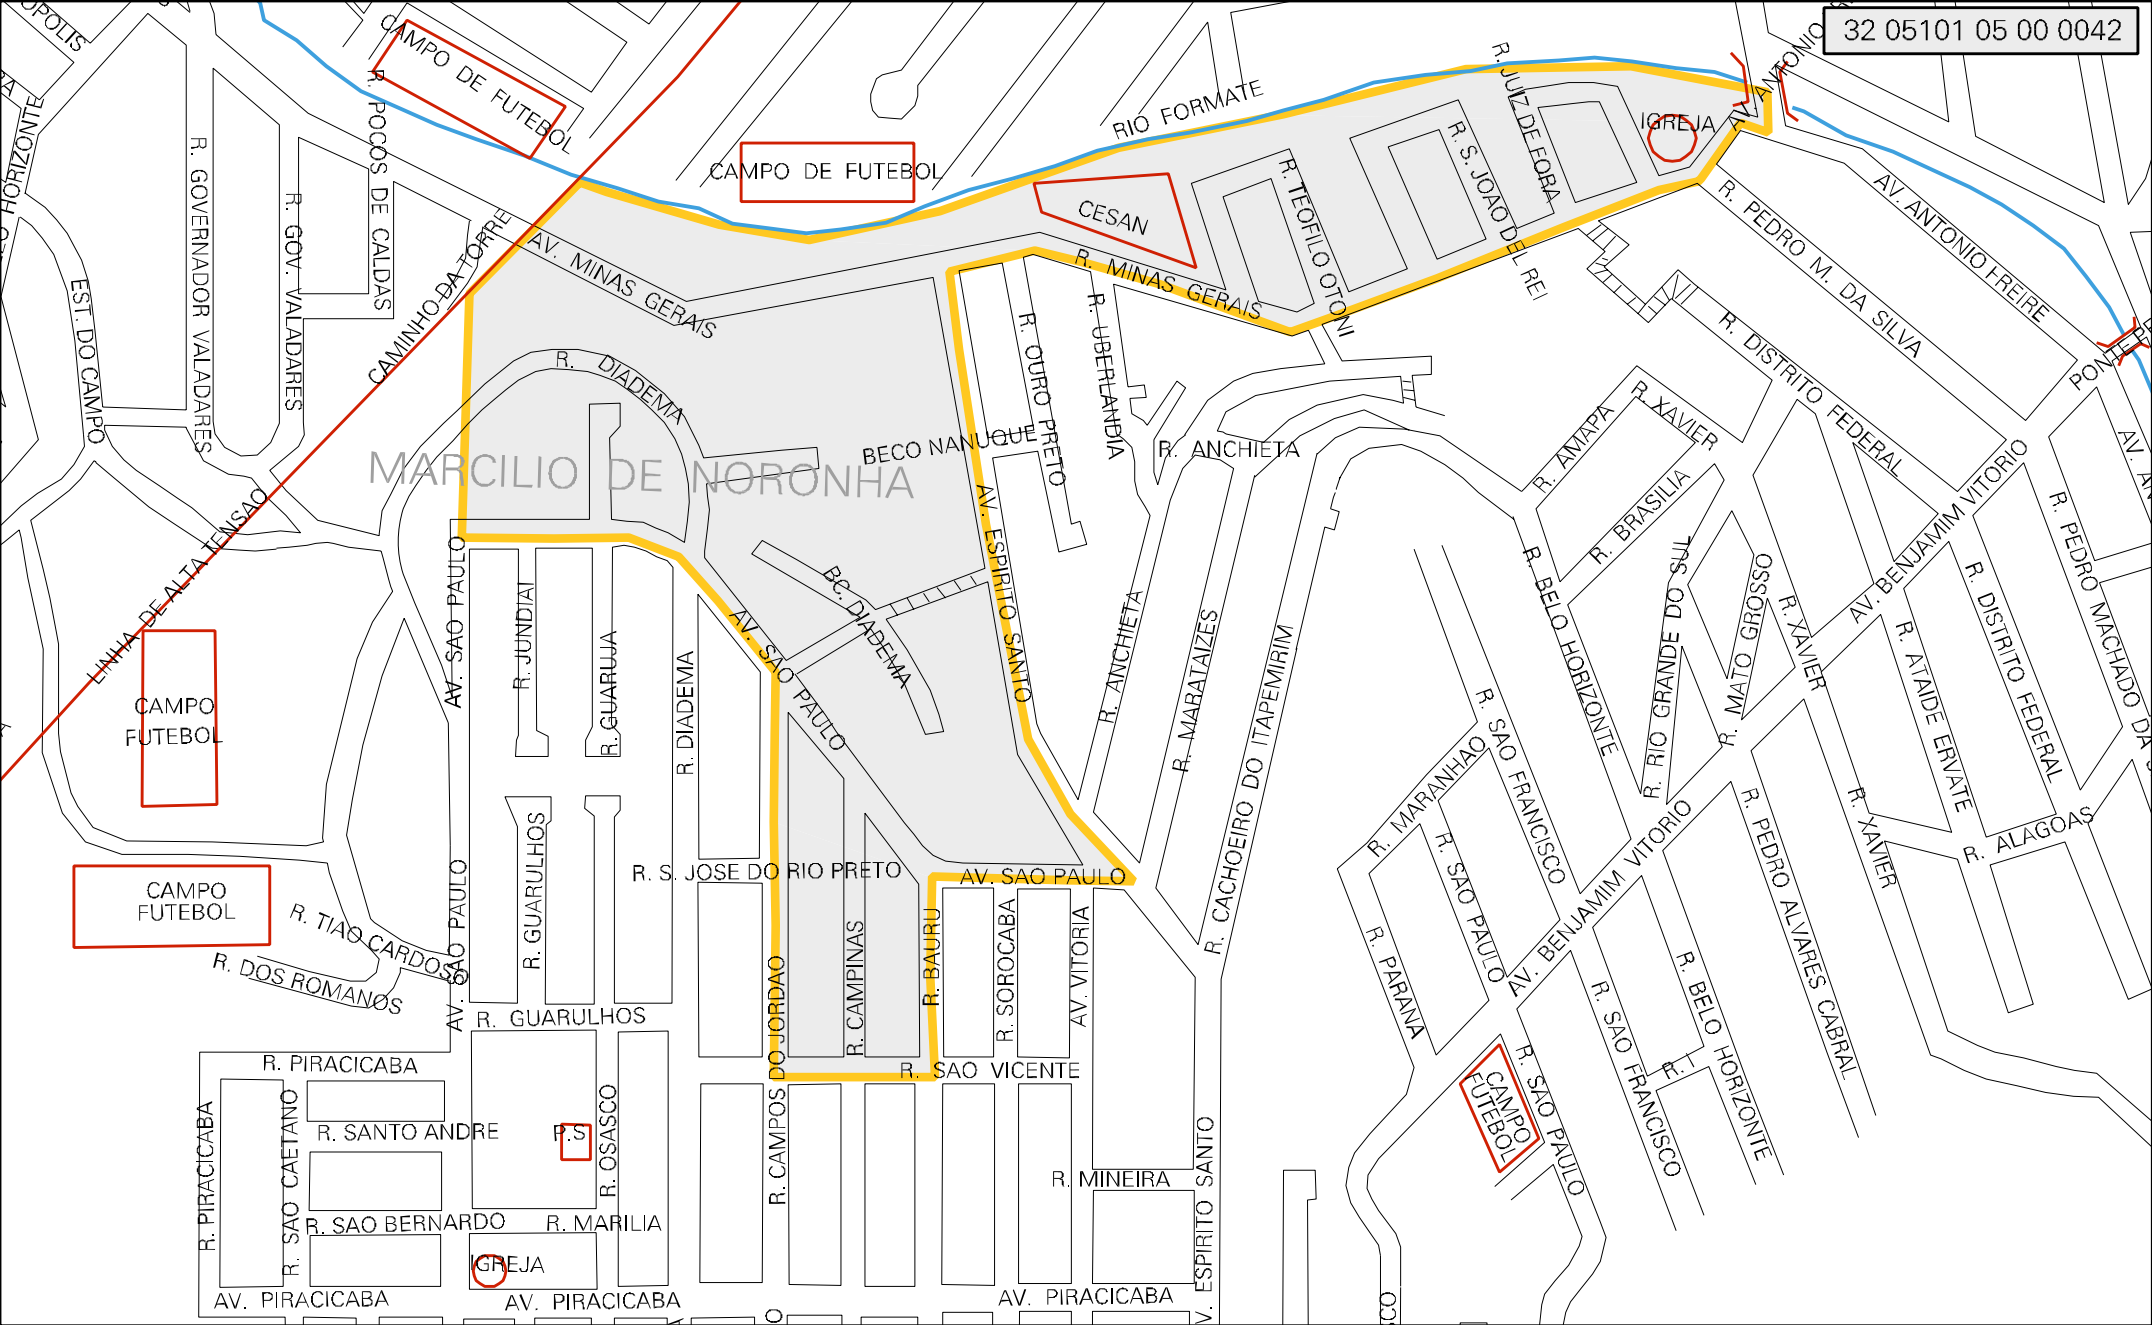 32 05101 05 00 0042
OPOLIS
BA
CAMPO DE FUTEBOL
R. POCOS DE CALDAS
R. GOVERNADOR VALADARES
R. GOV. VALADARES
HORIZONTE
EST. DO CAMPO
CAMINHO DA TORRE
LINHA DE ALTA TENSAO
CAMPO DE FUTEBOL
RIO FORMATE
CESAN
R. TEOFILO OTONI
R. S. JOAO DEL REI
R. JUIZ DE FORA
IGREJA
AV. ANTONIO
AV. ANTONIO FREIRE
R. PEDRO M. DA SILVA
R. DISTRITO FEDERAL
AV. MINAS GERAIS
R. MINAS GERAIS
R. DIADEMA
MARCILIO DE NORONHA
BECO NANUQUE
R. OURO PRETO
R. UBERLANDIA
R. ANCHIETA
R. AMAPA
R. XAVIER
R. BRASILIA
AV. BENJAMIM VITORIO
R. PEDRO MACHADO DA
AV. ESPIRITO SANTO
BC. DIADEMA
AV. SAO PAULO
AV. SAO PAULO
R. JUNDIAI
R. GUARUJA
R. DIADEMA
R. ANCHIETA
R. MARATAIZES
R. CACHOEIRO DO ITAPEMIRIM
R. BELO HORIZONTE
R. RIO GRANDE DO SUL
R. MATO GROSSO
R. XAVIER
R. ATAIDE ERVATE
R. DISTRITO FEDERAL
CAMPO
FUTEBOL
CAMPO
FUTEBOL
R. TIAO CARDOSO
R. DOS ROMANOS
AV. SAO PAULO
R. GUARULHOS
R. S. JOSE DO RIO PRETO
AV. SAO PAULO
R. CAMPINAS
R. BAURU
R. SOROCABA
AV. VITORIA
R. MARANHAO
R. SAO FRANCISCO
R. SAO PAULO
R. PARANA
AV. BENJAMIM VITORIO
R. PEDRO ALVARES CABRAL
R. XAVIER
R. ALAGOAS
R. GUARULHOS
R. PIRACICABA
R. PIRACICABA
R. SAO CAETANO
R. SANTO ANDRE
P.S
R. OSASCO
R. CAMPOS DO JORDAO
R. SAO VICENTE
R. SAO BERNARDO
R. MARILIA
IGREJA
R. MINEIRA
V. ESPIRITO SANTO
CAMPO
FUTEBOL
R. SAO PAULO
R. SAO FRANCISCO
R. BELO HORIZONTE
R. 1
AV. PIRACICABA
AV. PIRACICABA
AV. PIRACICABA